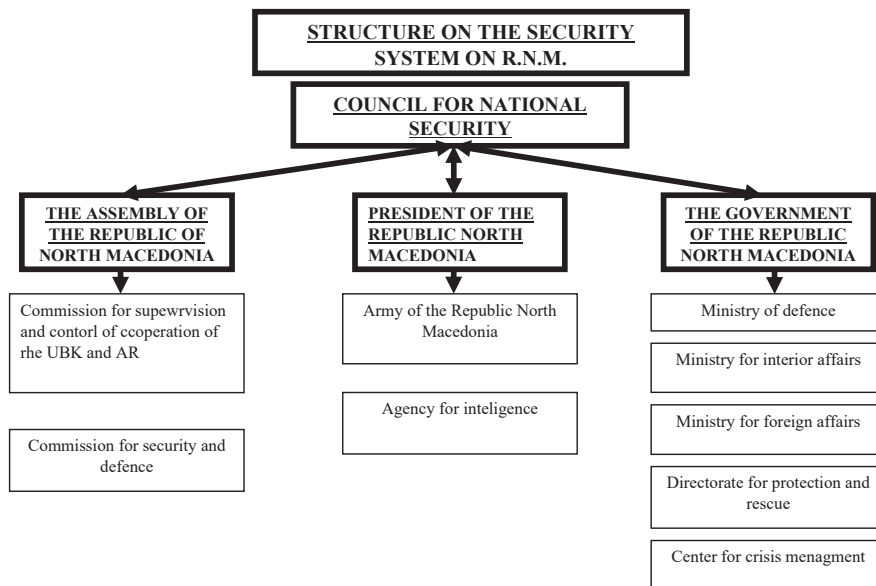 STRUCTURE ON THE SECURITY
SYSTEM ON R.N.M.
COUNCIL FOR NATIONAL
SECURITY
THE ASSEMBLY OF
THE REPUBLIC OF
NORTH MACEDONIA
PRESIDENT OF THE
REPUBLIC NORTH
MACEDONIA
THE GOVERNMENT
OF THE REPUBLIC
NORTH MACEDONIA
Commission for supewrvision
and contorl of ccoperation of
rhe UBK and AR
Commission for security and
defence
Army of the Republic North
Macedonia
Agency for inteligence
Ministry of defence
Ministry for interior affairs
Ministry for foreign affairs
Directorate for protection and
rescue
Center for crisis menagment